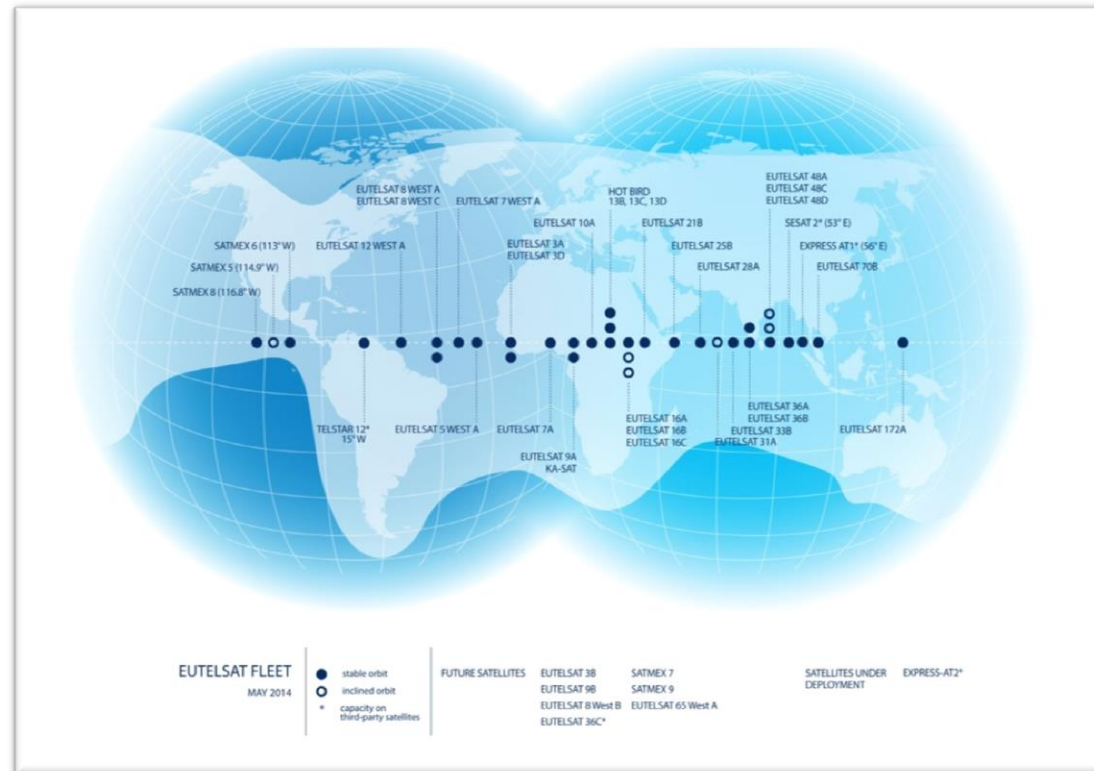 EUTELSAT 8 WEST A
EUTELSAT 8 WEST C
EUTELSAT 7 WEST A
HOT BIRD
13B, 13C, 13D
EUTELSAT 48A
EUTELSAT 48C
EUTELSAT 48D
EUTELSAT 10A
EUTELSAT 21B
SESAT 2* (53° E)
SATMEX 6 (113° W)
EUTELSAT 12 WEST A
EUTELSAT 3A
EUTELSAT 3D
EUTELSAT 25B
EXPRESS AT1* (56° E)
SATMEX 5 (114.9° W)
EUTELSAT 28A
EUTELSAT 70B
SATMEX 8 (116.8° W)
TELSTAR 12*
15° W
EUTELSAT 5 WEST A
EUTELSAT 7A
EUTELSAT 9A
KA-SAT
EUTELSAT 16A
EUTELSAT 16B
EUTELSAT 16C
EUTELSAT 36A
EUTELSAT 36B
EUTELSAT 33B
EUTELSAT 31A
EUTELSAT 172A
EUTELSAT FLEET
MAY 2014
stable orbit
inclined orbit
* capacity on
third-party satellites
FUTURE SATELLITES
EUTELSAT 3B
EUTELSAT 9B
EUTELSAT 8 West B
EUTELSAT 36C*
SATMEX 7
SATMEX 9
EUTELSAT 65 West A
SATELLITES UNDER
DEPLOYMENT
EXPRESS-AT2*